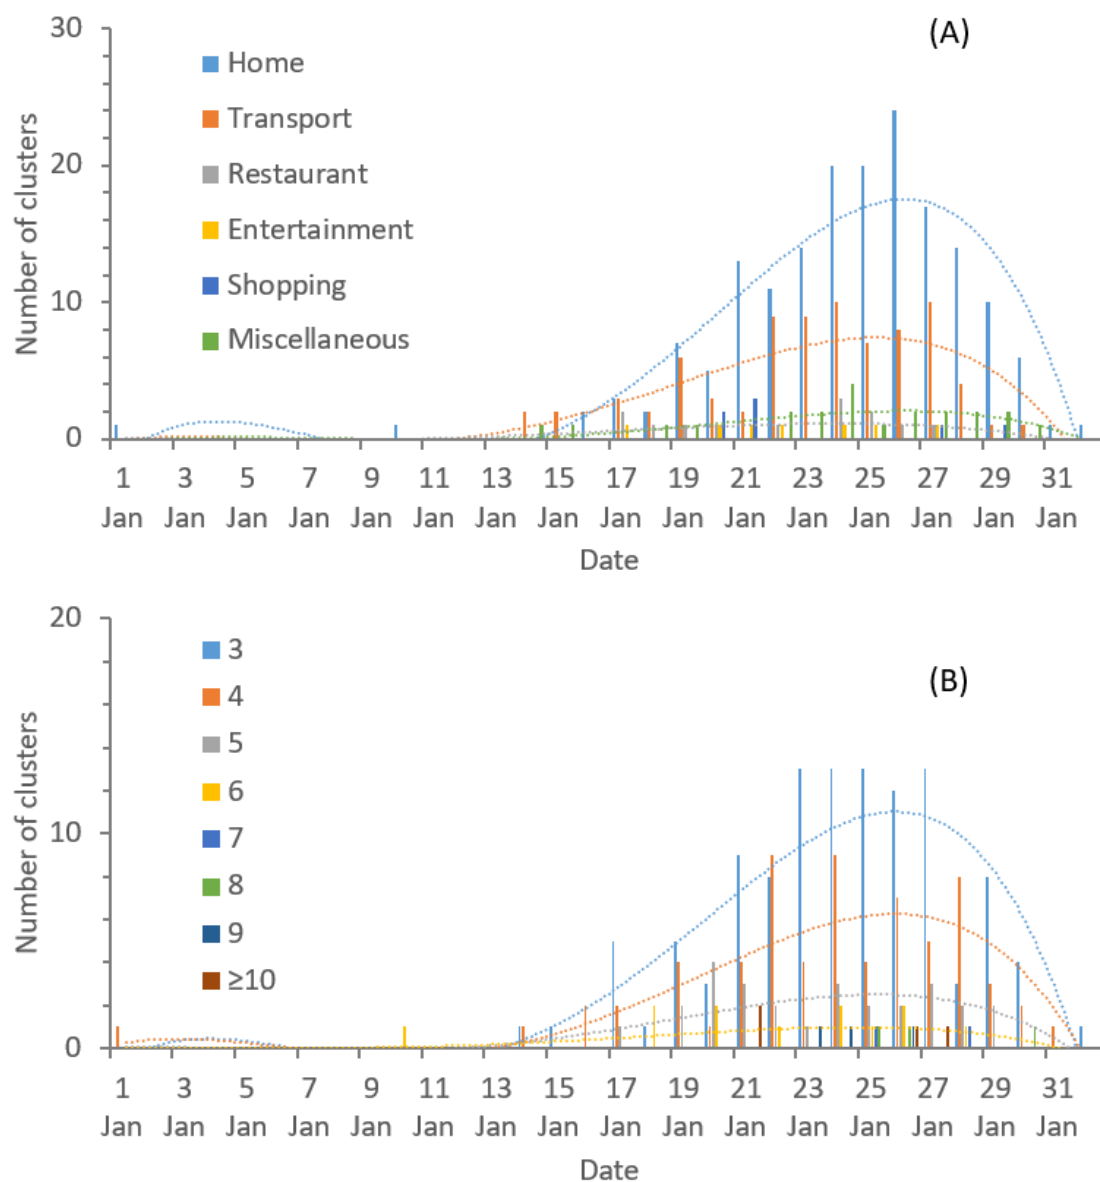 (A)
30
20
10
0
Number of clusters
Home
Transport
Restaurant
Entertainment
Shopping
Miscellaneous
1 3 5 7 9 11 13 15 17 19 21 23 25 27 29 31
Jan Jan Jan Jan Jan Jan Jan Jan Jan Jan Jan Jan Jan Jan Jan Jan
Date
(B)
20
10
0
Number of clusters
3
4
5
6
7
8
9
≥10
1 3 5 7 9 11 13 15 17 19 21 23 25 27 29 31
Jan Jan Jan Jan Jan Jan Jan Jan Jan Jan Jan Jan Jan Jan Jan Jan
Date